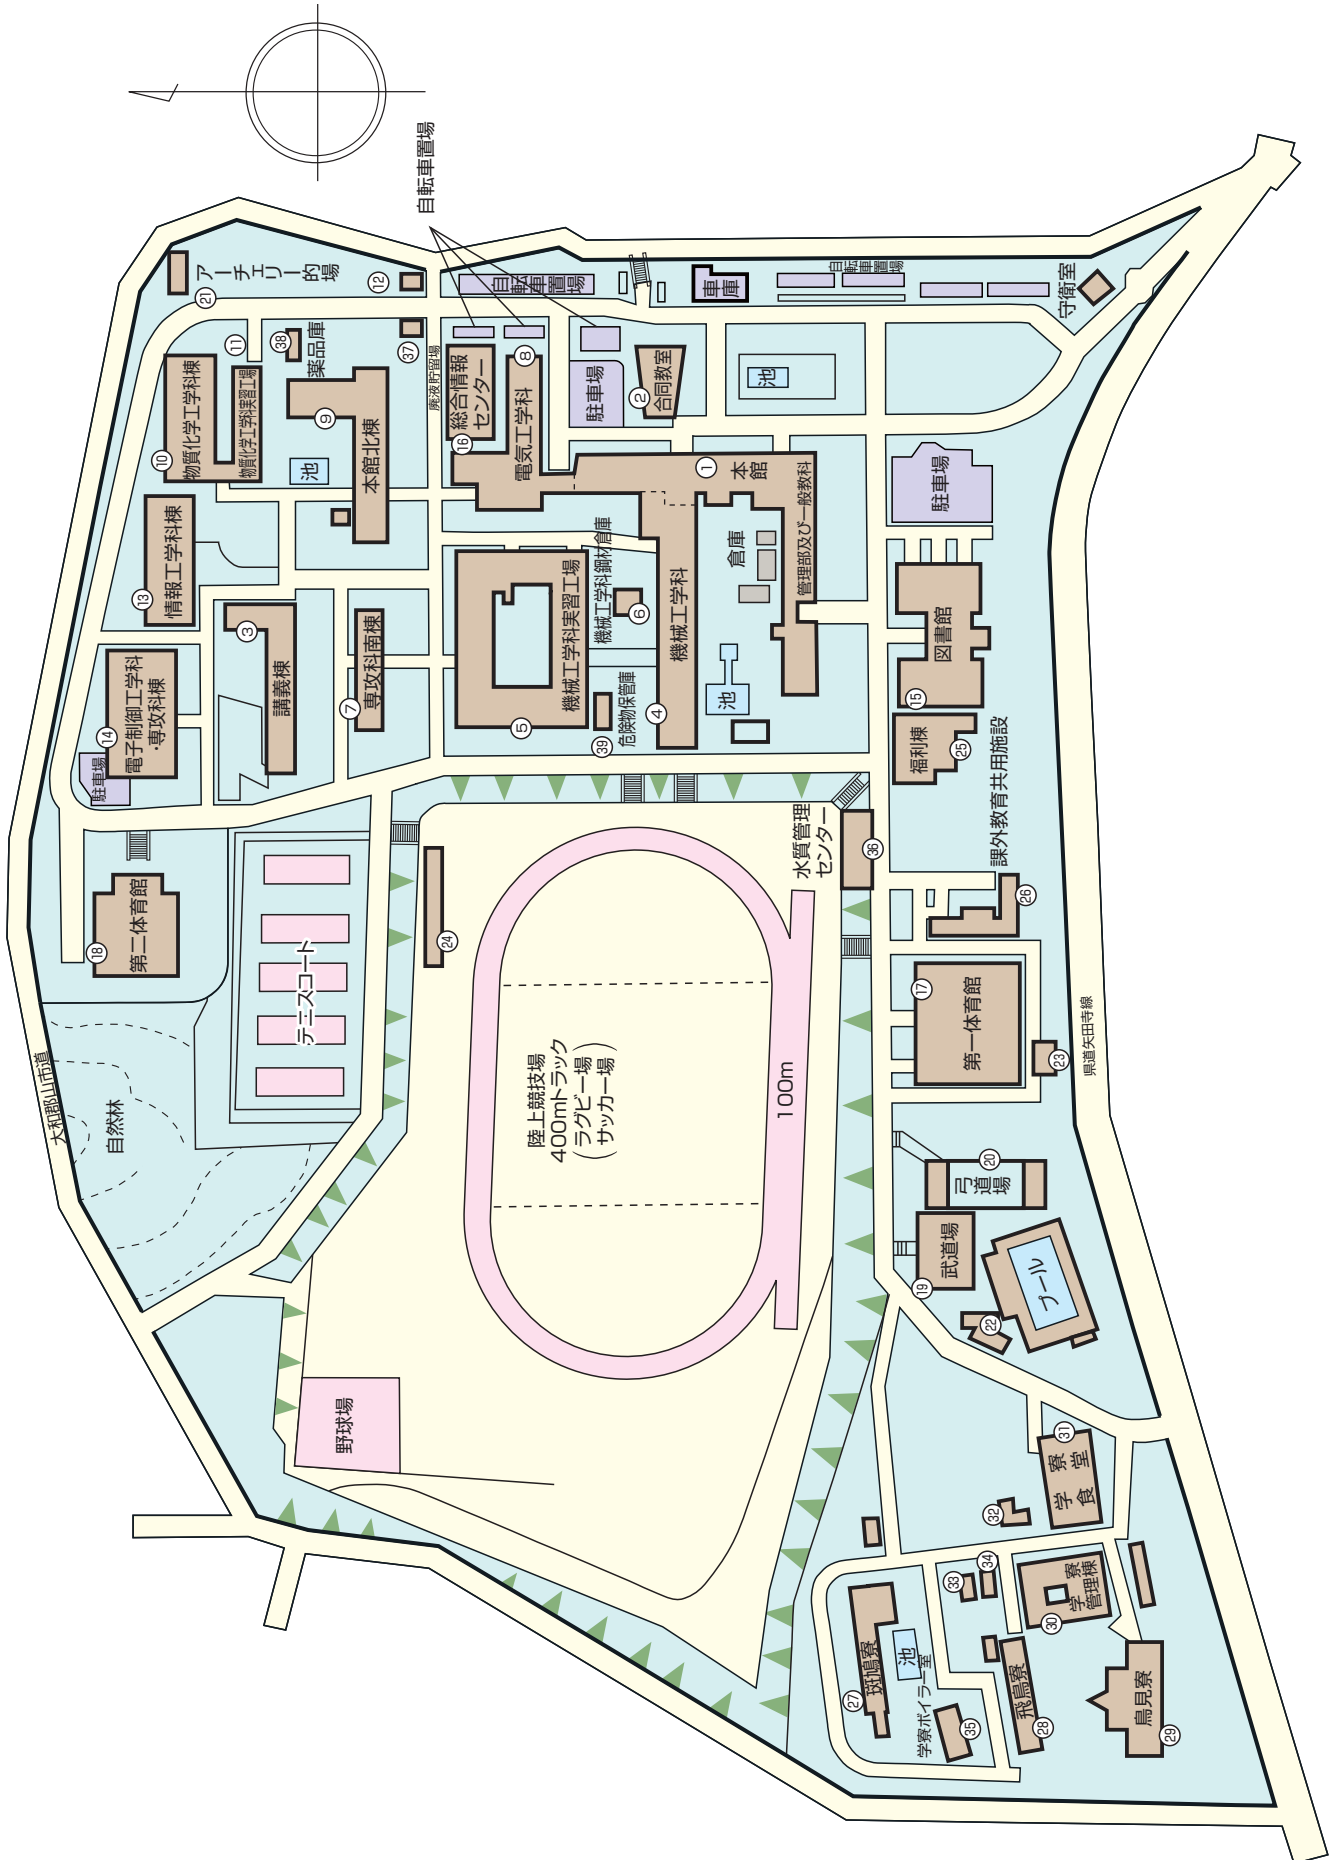 自転車置場
アーチェリー的場
㉑
⑫
自転車置場
車庫
自転車置場
守衛室
⑪
㊳
薬品庫
㊲
廃液貯留場
⑩
物質化学工学科棟
物質化学工学科実習工場
⑨
本館北棟
池
⑯
総合情報
センター
⑧
電気工学科
駐車場
②
合同教室
池
①
本館
管理部及び一般教科
駐車場
⑬
情報工学科棟
③
講義棟
⑦
専攻科南棟
⑤
機械工学科実習工場
機械工学科鋼材倉庫
⑥
㊴
危険物保管庫
④
機械工学科
倉庫
池
図書館
⑮
福利棟
㉕
⑭
電子制御工学科
・専攻科棟
駐車場
⑱
第二体育館
テニスコート
㉔
水質管理
センター
㊱
課外教育共用施設
㉖
⑰
第一体育館
㉓
県道矢田寺線
大和郡山市道
自然林
陸上競技場
400mトラック
(ラグビー場)
(サッカー場)
100m
⑳
弓道場
⑲
武道場
プール
㉒
野球場
㉛
学寮
食堂
㉜
㉝
㉞
学寮
管理棟
㉚
㉗
斑鳩寮
池
学寮ボイラー室
㉟
飛鳥寮
㉘
鳥見寮
㉙